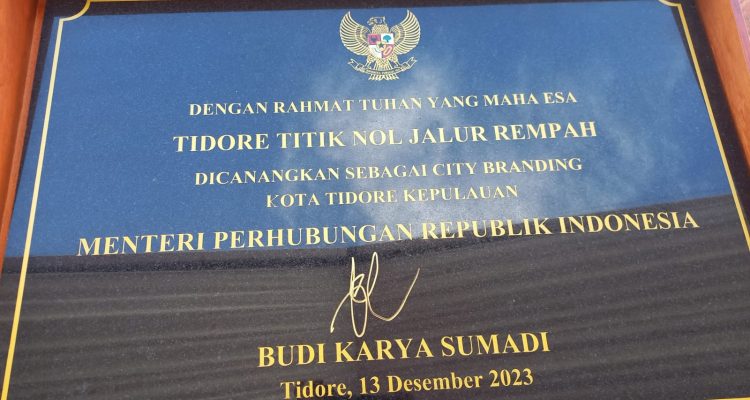 DENGAN RAHMAT TUHAN YANG MAHA ESA
TIDORE TITIK NOL JALUR REMPAH
DICANANGKAN SEBAGAI CITY BRANDING
KOTA TIDORE KEPULAUAN
MENTERI PERHUBUNGAN REPUBLIK INDONESIA
BUDI KARYA SUMADI
Tidore, 13 Desember 2023